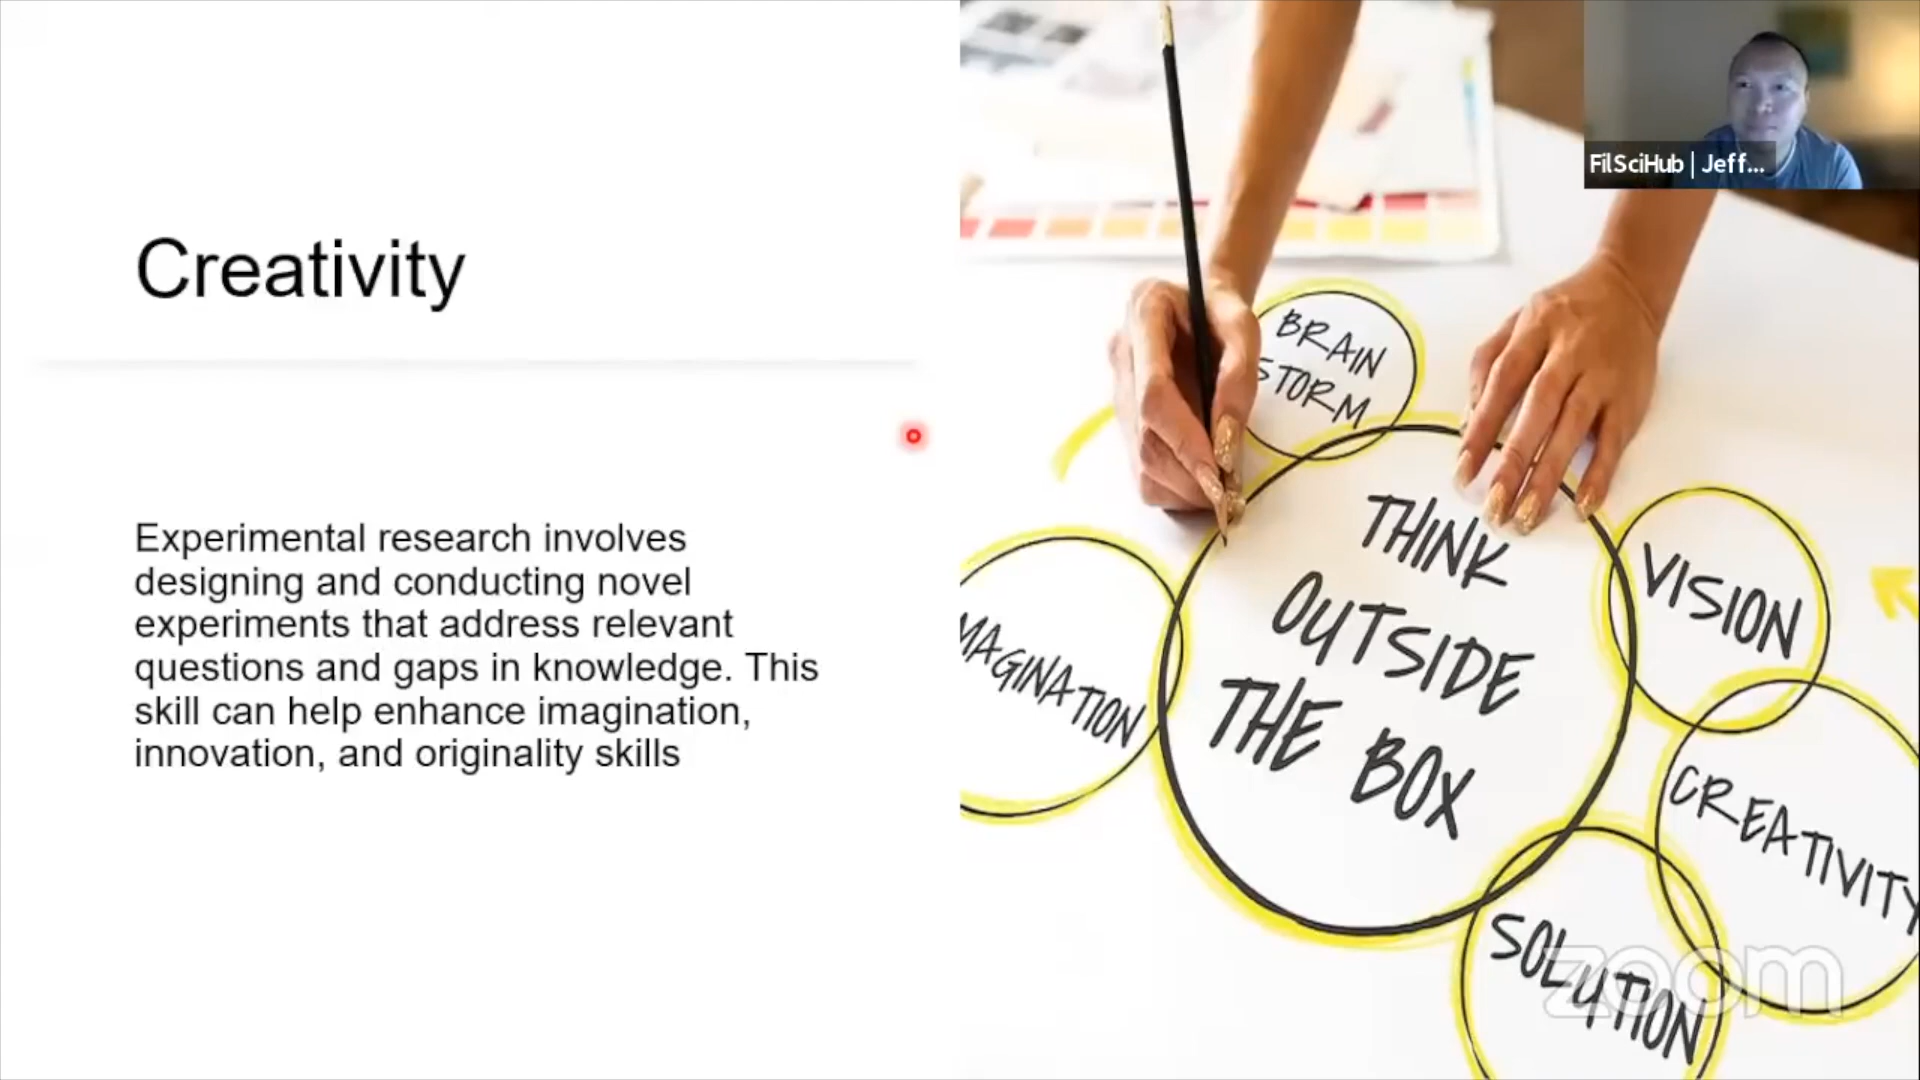 Creativity
Experimental research involves
designing and conducting novel
experiments that address relevant
questions and gaps in knowledge. This
skill can help enhance imagination,
innovation, and originality skills
FilSciHub | Jeff...
BRAIN
STORM
THINK
OUTSIDE
THE BOX
VISION
MAGINATION
CREATIVITY
SOLUTION
zoom